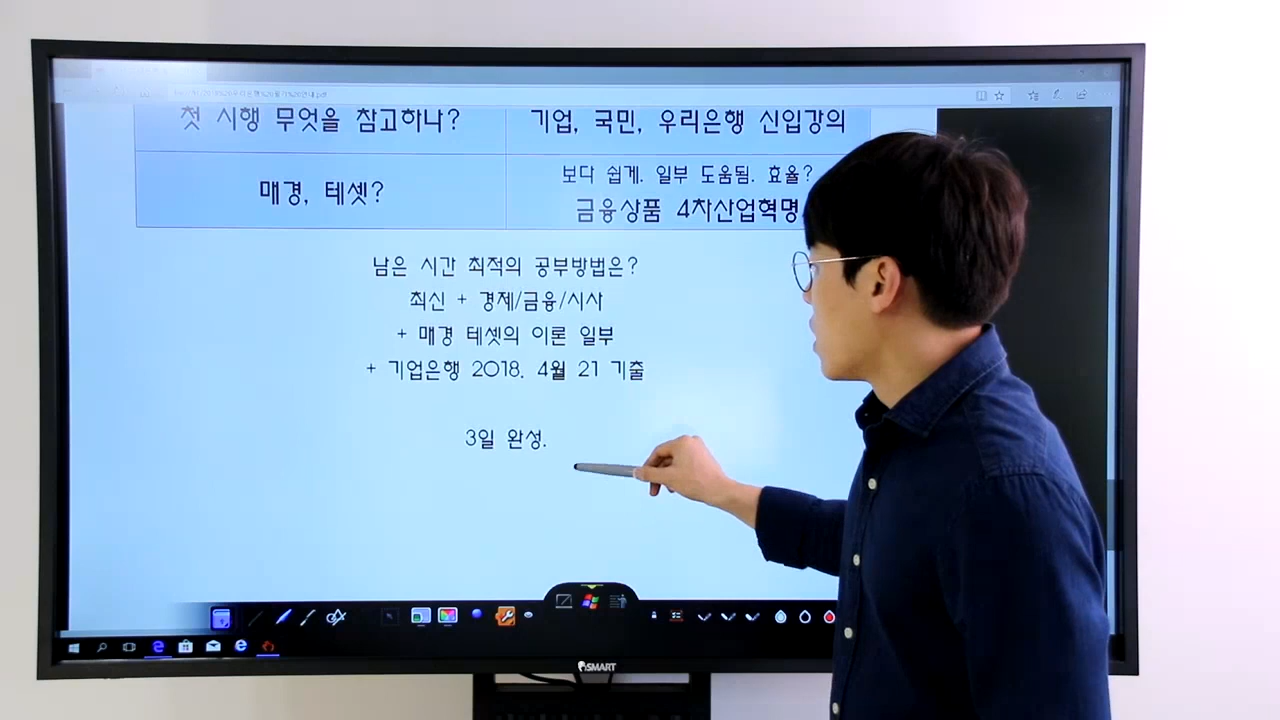 첫 시행 무엇을 참고하나?
기업, 국민, 우리은행 신입강의
매경, 테셋?
보다 쉽게. 일부 도움됨. 효율?
금융상품 4차산업혁명
남은 시간 최적의 공부방법은?
최신 + 경제/금융/시사
+ 매경 테셋의 이론 일부
+ 기업은행 2018. 4월 21 기출
3일 완성.
SMART